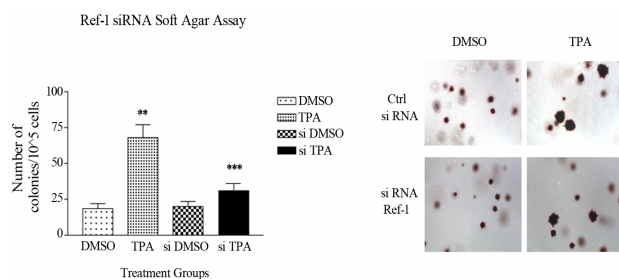 Ref-1 siRNA Soft Agar Assay
Number of
colonies/10^5 cells
100
75
50
25
0
**
***
DMSO
TPA
si DMSO
si TPA
Treatment Groups
DMSO
TPA
si DMSO
si TPA
DMSO
TPA
Ctrl
si RNA
si RNA
Ref-1